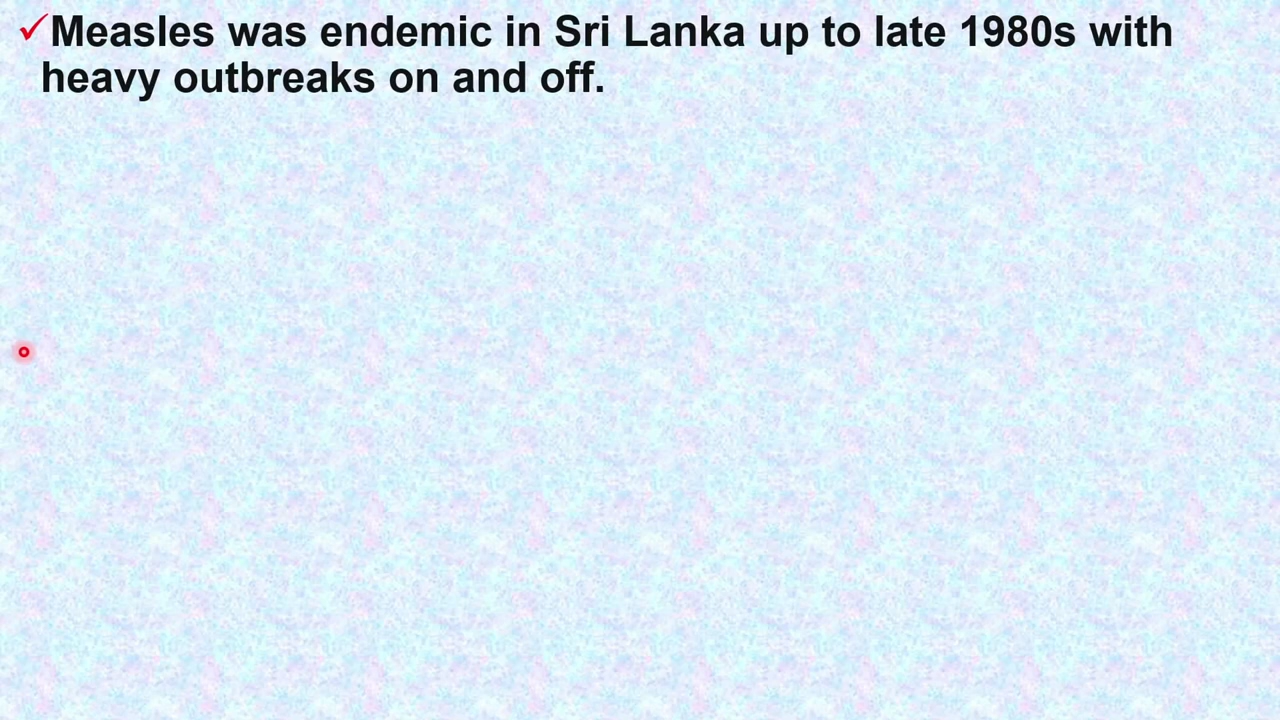 ✓Measles was endemic in Sri Lanka up to late 1980s with
heavy outbreaks on and off.